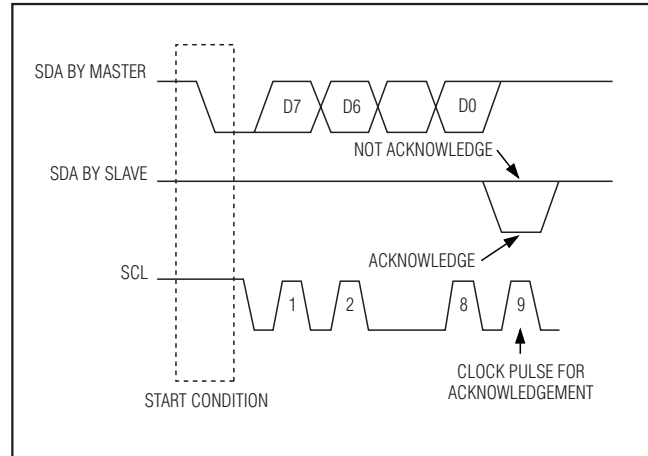 SDA BY MASTER
D7
D6
D0
NOT ACKNOWLEDGE
SDA BY SLAVE
ACKNOWLEDGE
SCL
1
2
8
9
CLOCK PULSE FOR
ACKNOWLEDGEMENT
START CONDITION